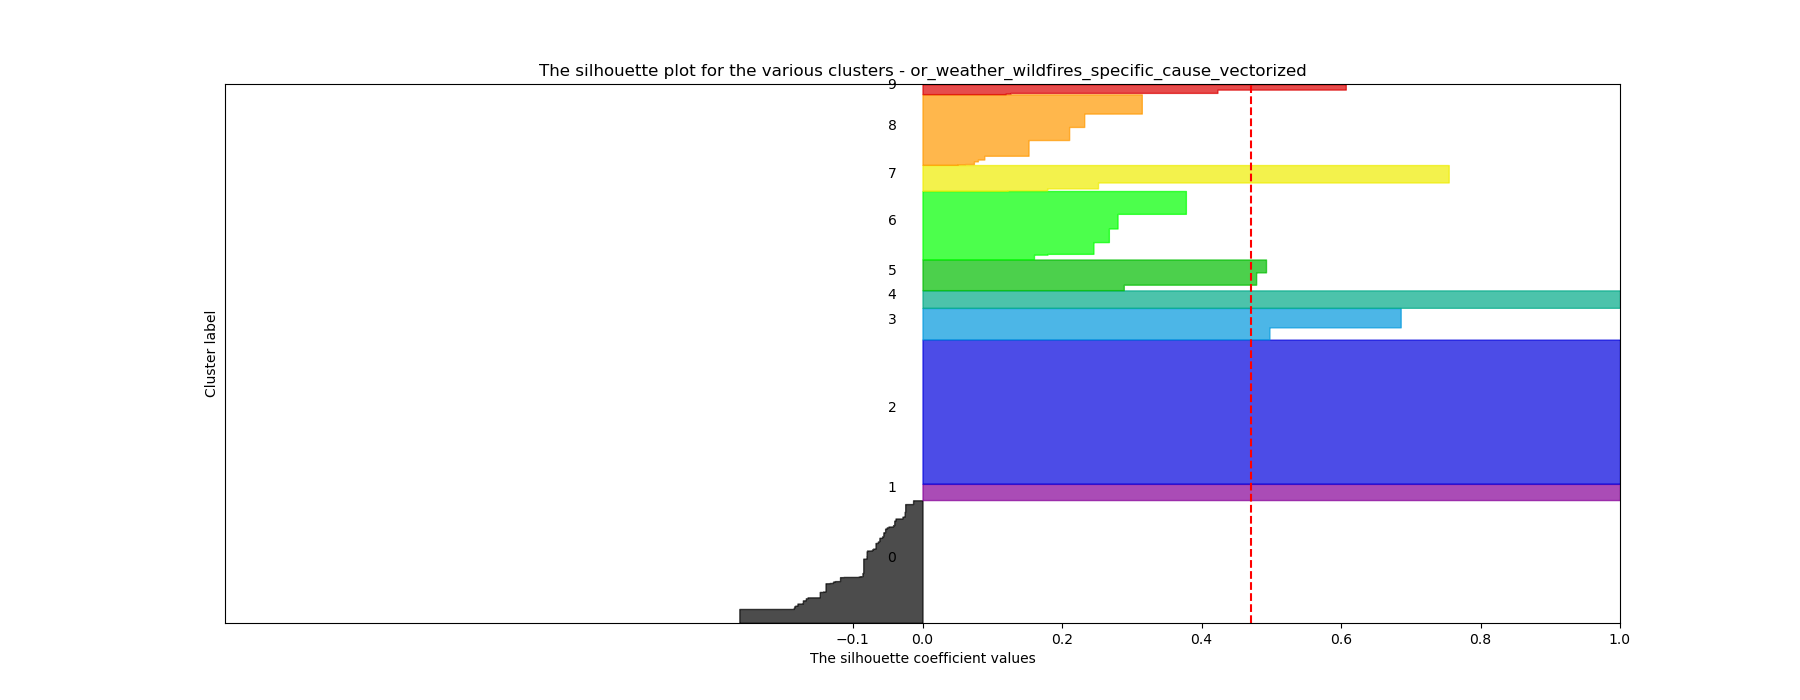 The silhouette plot for the various clusters - or_weather_wildfires_specific_cause_vectorized
9
8
7
6
5
4
3
2
1
0
Cluster label
−0.1 0.0 0.2 0.4 0.6 0.8 1.0
The silhouette coefficient values